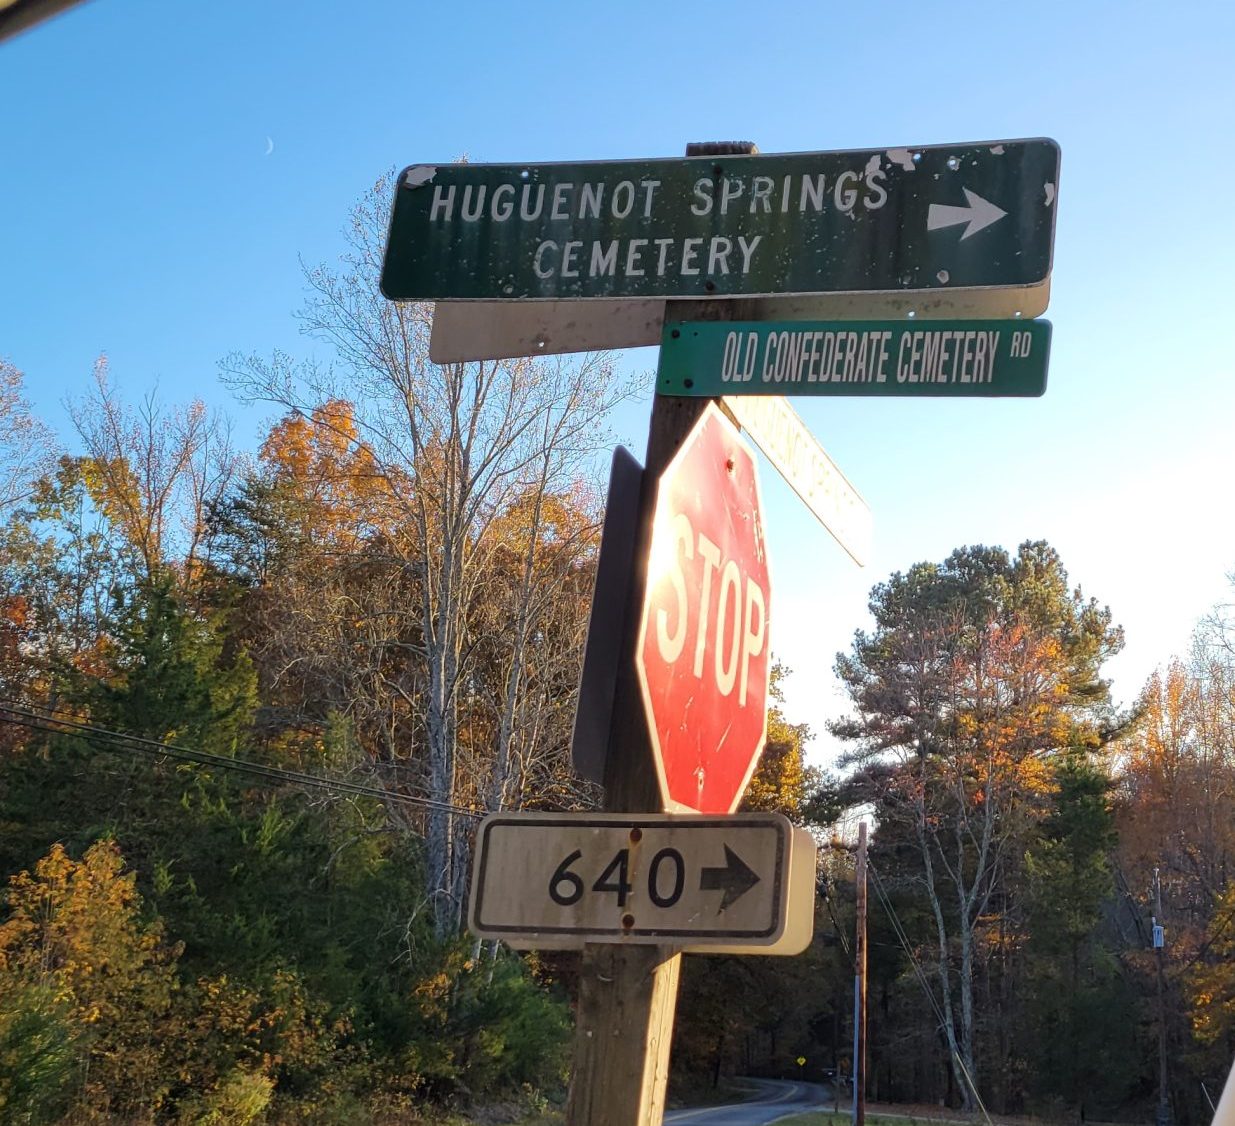 HUGUENOT SPRINGS
CEMETERY
OLD CONFEDERATE CEMETERY RD
STOP
640